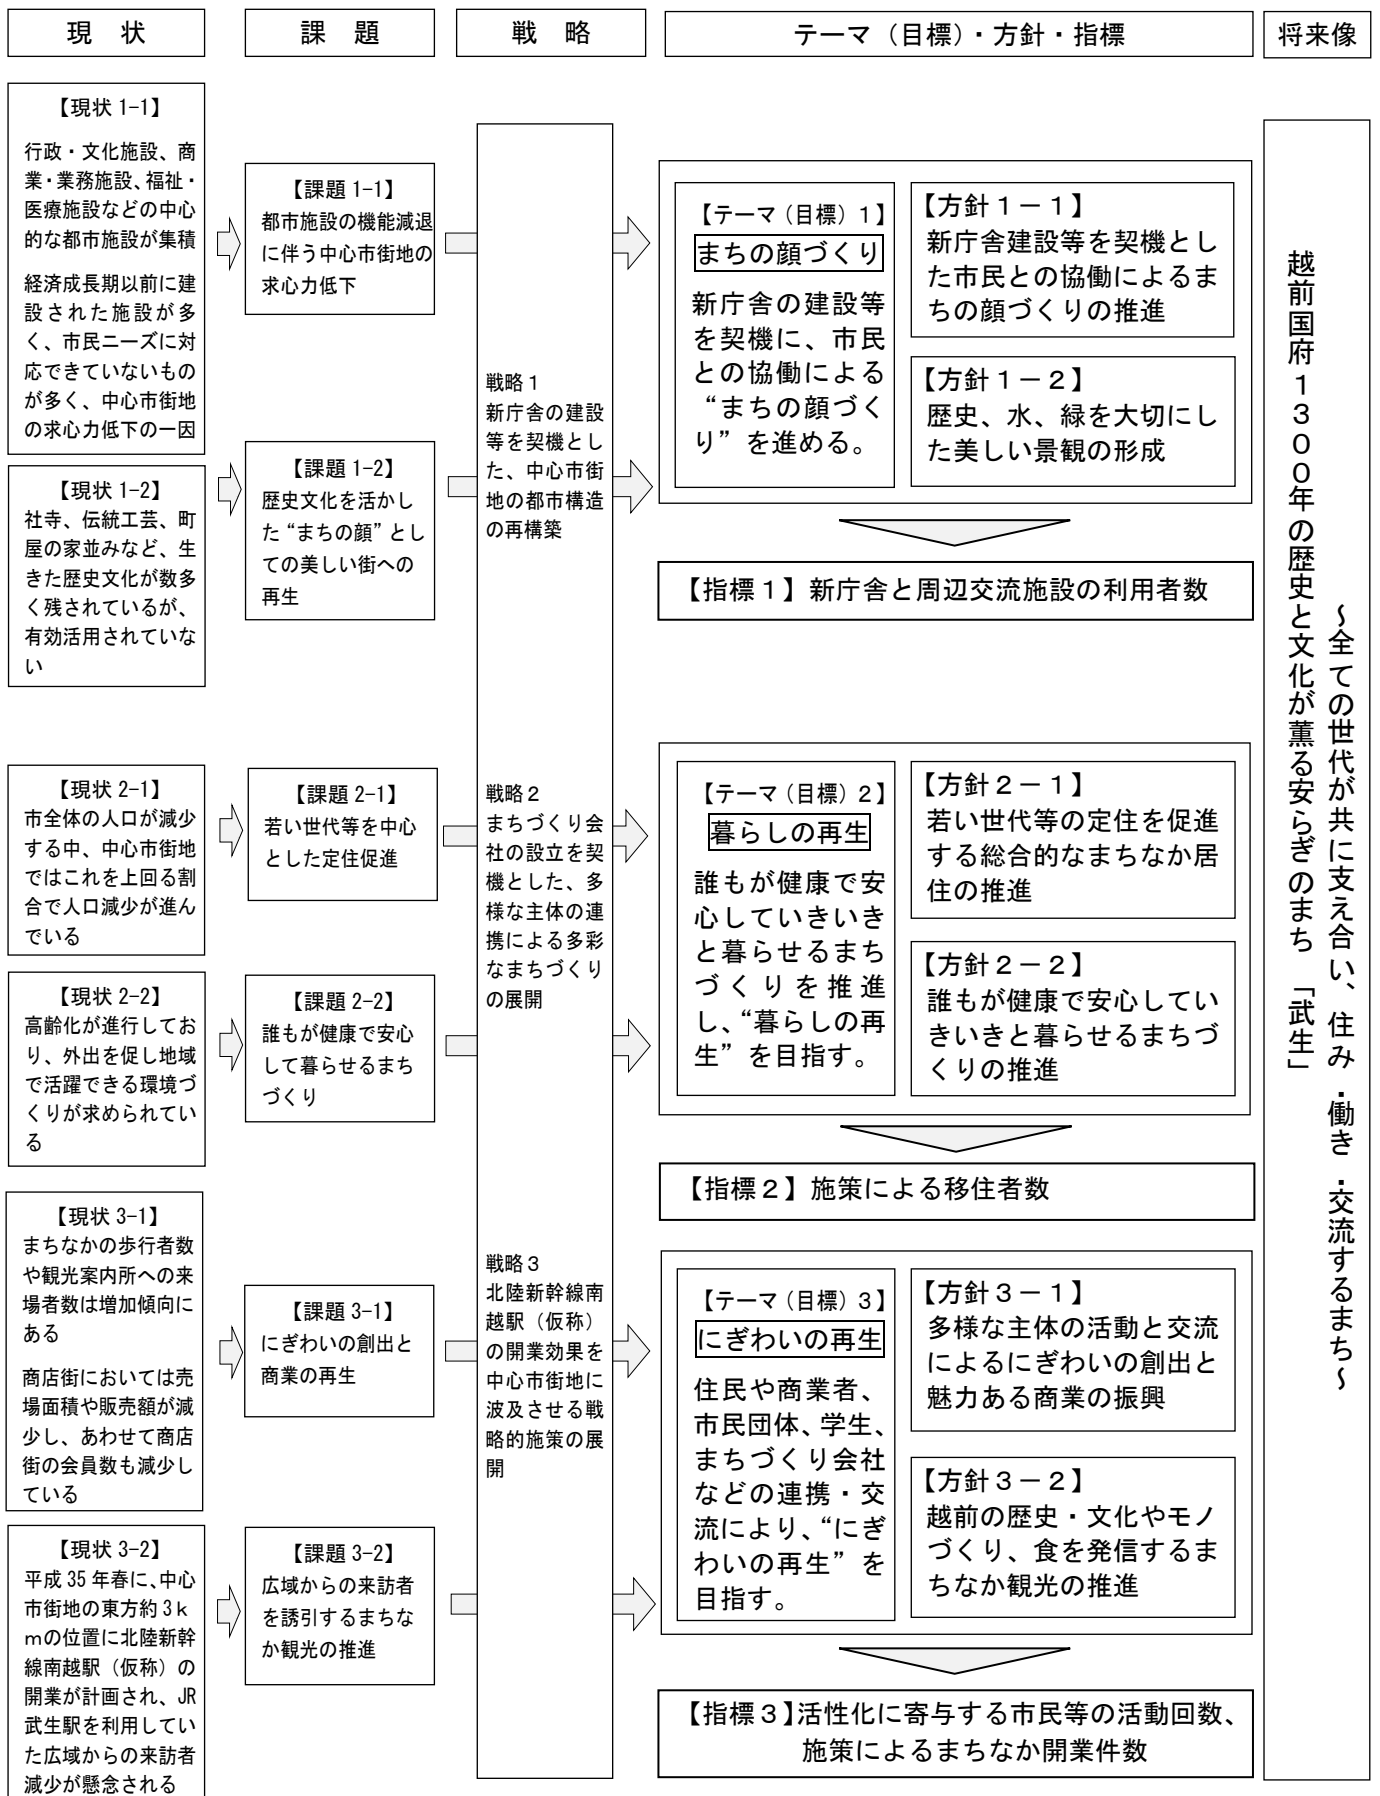 現　状
課　題
戦　略
テーマ（目標）・方針・指標
将来像
【現状 1-1】
行政・文化施設、商
業・業務施設、福祉・
医療施設などの中心
的な都市施設が集積
経済成長期以前に建
設された施設が多
く、市民ニーズに対
応できていないもの
が多く、中心市街地
の求心力低下の一因
【現状 1-2】
社寺、伝統工芸、町
屋の家並みなど、生
きた歴史文化が数多
く残されているが、
有効活用されていな
い
【課題 1-1】
都市施設の機能減退
に伴う中心市街地の
求心力低下
【課題 1-2】
歴史文化を活かし
た“まちの顔”とし
ての美しい街への
再生
戦略１
新庁舎の建設
等を契機とし
た、中心市街
地の都市構造
の再構築
【テーマ（目標）１】
まちの顔づくり
新庁舎の建設等
を契機に、市民
との協働による
“まちの顔づく
り”を進める。
【方針１－１】
新庁舎建設等を契機とし
た市民との協働によるま
ちの顔づくりの推進
【方針１－２】
歴史、水、緑を大切にし
た美しい景観の形成
【指標１】新庁舎と周辺交流施設の利用者数
【現状 2-1】
市全体の人口が減少
する中、中心市街地
ではこれを上回る割
合で人口減少が進ん
でいる
【現状 2-2】
高齢化が進行してお
り、外出を促し地域
で活躍できる環境づ
くりが求められてい
る
【課題 2-1】
若い世代等を中心
とした定住促進
【課題 2-2】
誰もが健康で安心
して暮らせるまち
づくり
戦略２
まちづくり会
社の設立を契
機とした、多
様な主体の連
携による多彩
なまちづくり
の展開
【テーマ（目標）２】
暮らしの再生
誰もが健康で安
心していきいき
と暮らせるまち
づくりを推進
し、“暮らしの再
生”を目指す。
【方針２－１】
若い世代等の定住を促進
する総合的なまちなか居
住の推進
【方針２－２】
誰もが健康で安心してい
きいきと暮らせるまちづ
くりの推進
【指標２】施策による移住者数
【現状 3-1】
まちなかの歩行者数
や観光案内所への来
場者数は増加傾向に
ある
商店街においては売
場面積や販売額が減
少し、あわせて商店
街の会員数も減少し
ている
【現状 3-2】
平成 35 年春に、中心
市街地の東方約３ｋ
ｍの位置に北陸新幹
線南越駅（仮称）の
開業が計画され、JR
武生駅を利用してい
た広域からの来訪者
減少が懸念される
【課題 3-1】
にぎわいの創出と
商業の再生
【課題 3-2】
広域からの来訪者
を誘引するまちな
か観光の推進
戦略３
北陸新幹線南
越駅（仮称）
の開業効果を
中心市街地に
波及させる戦
略的施策の展
開
【テーマ（目標）３】
にぎわいの再生
住民や商業者、
市民団体、学生、
まちづくり会社
などの連携・交
流により、“にぎ
わいの再生”を
目指す。
【方針３－１】
多様な主体の活動と交流
によるにぎわいの創出と
魅力ある商業の振興
【方針３－２】
越前の歴史・文化やモノ
づくり、食を発信するま
ちなか観光の推進
【指標３】活性化に寄与する市民等の活動回数、
施策によるまちなか開業件数
越前国府１３００年の歴史と文化が薫る安らぎのまち「武生」
～全ての世代が共に支え合い、住み・働き・交流するまち～